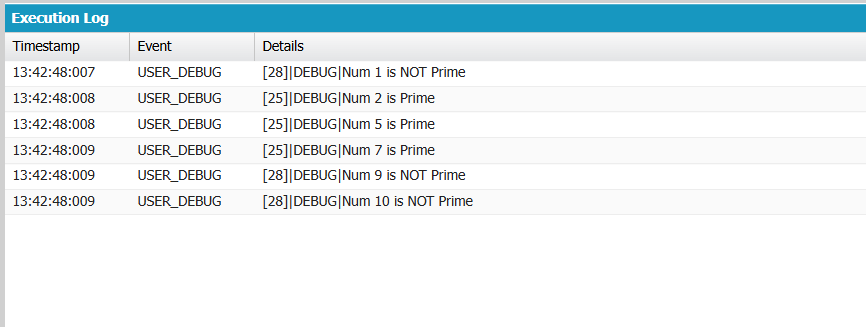 Execution Log
Timestamp Event Details
13:42:48:007 USER_DEBUG [28]|DEBUG|Num 1 is NOT Prime
13:42:48:008 USER_DEBUG [25]|DEBUG|Num 2 is Prime
13:42:48:008 USER_DEBUG [25]|DEBUG|Num 5 is Prime
13:42:48:009 USER_DEBUG [25]|DEBUG|Num 7 is Prime
13:42:48:009 USER_DEBUG [28]|DEBUG|Num 9 is NOT Prime
13:42:48:009 USER_DEBUG [28]|DEBUG|Num 10 is NOT Prime